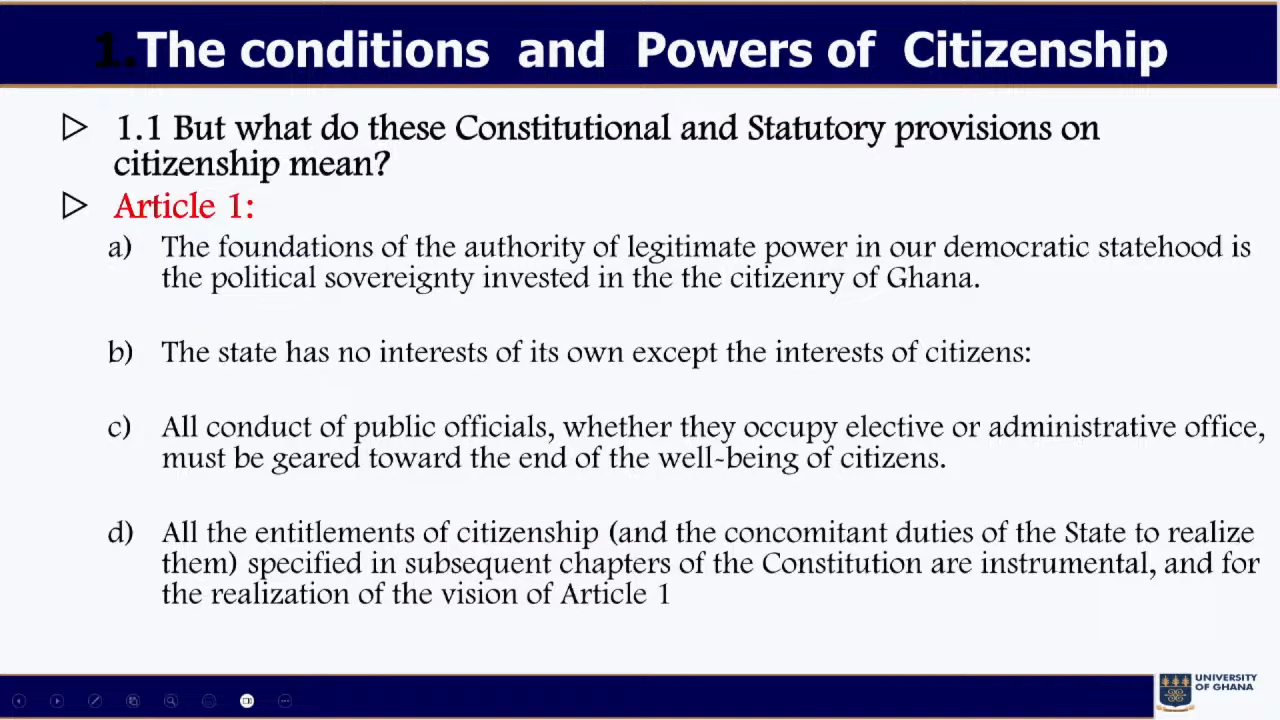 1.The conditions and Powers of Citizenship
1.1 But what do these Constitutional and Statutory provisions on
citizenship mean?
Article 1:
a) The foundations of the authority of legitimate power in our democratic statehood is
the political sovereignty invested in the the citizenry of Ghana.
b) The state has no interests of its own except the interests of citizens:
c) All conduct of public officials, whether they occupy elective or administrative office,
must be geared toward the end of the well-being of citizens.
d) All the entitlements of citizenship (and the concomitant duties of the State to realize
them) specified in subsequent chapters of the Constitution are instrumental, and for
the realization of the vision of Article 1
UNIVERSITY
OF GHANA